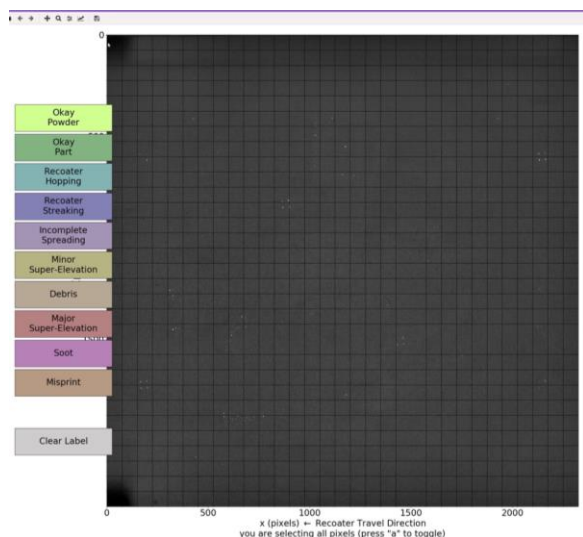 0
Okay
Powder
Okay
Part
Recoater
Hopping
Recoater
Streaking
Incomplete
Spreading
Minor
Super-Elevation
Debris
Major
Super-Elevation
Soot
Misprint
Clear Label
0 500 1000 1500 2000
x (pixels) ← Recoater Travel Direction
you are selecting all pixels (press "a" to toggle)